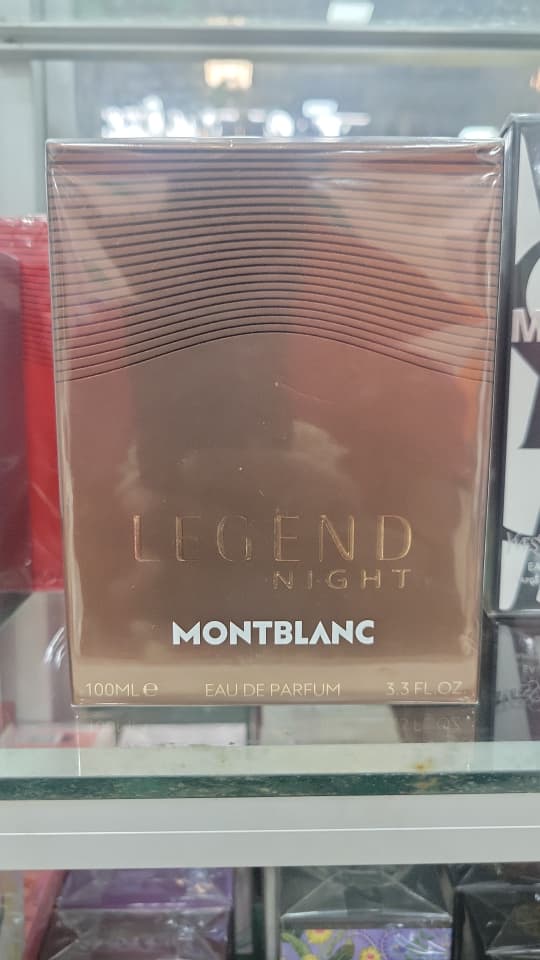 LEGEND
NIGHT
MONTBLANC
100ML e EAU DE PARFUM 3.3 FL.OZ.